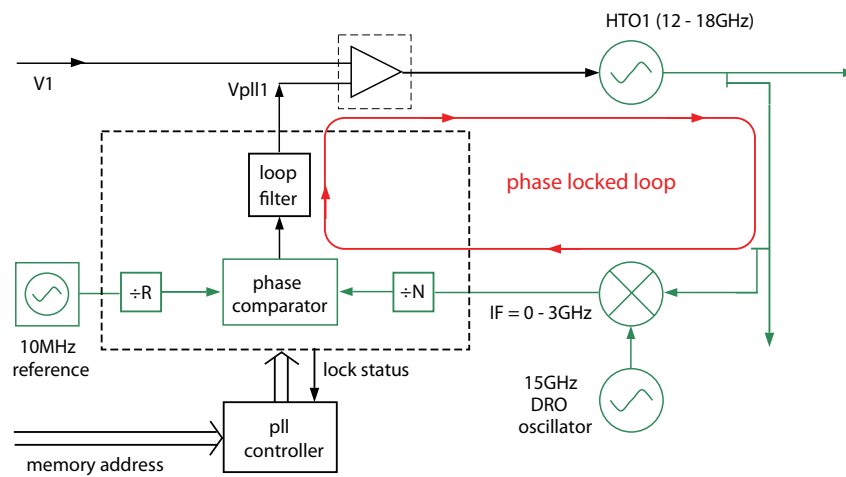 HTO1 (12 - 18GHz)
V1
Vpll1
loop
filter
phase locked loop
÷R
phase
comparator
÷N
IF = 0 - 3GHz
10MHz
reference
lock status
15GHz
DRO
oscillator
pll
controller
memory address